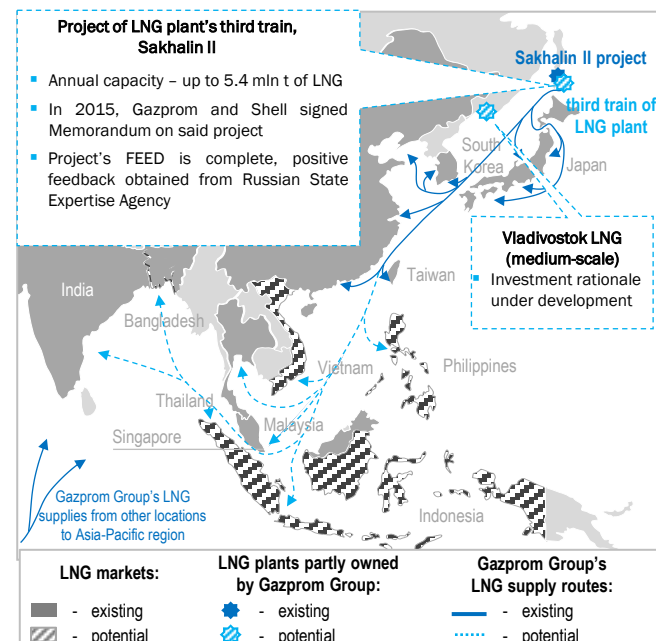 Project of LNG plant's third train,
Sakhalin II
▪ Annual capacity – up to 5.4 mln t of LNG
▪ In 2015, Gazprom and Shell signed
Memorandum on said project
▪ Project's FEED is complete, positive
feedback obtained from Russian State
Expertise Agency
Sakhalin II project
third train of
LNG plant
South
Korea
Japan
Vladivostok LNG
(medium-scale)
▪ Investment rationale
under development
Taiwan
India
Bangladesh
Vietnam
Philippines
Thailand
Malaysia
Singapore
Indonesia
Gazprom Group's LNG
supplies from other locations
to Asia-Pacific region
LNG markets:
- existing
- potential
LNG plants partly owned
by Gazprom Group:
- existing
- potential
Gazprom Group's
LNG supply routes:
- existing
- potential